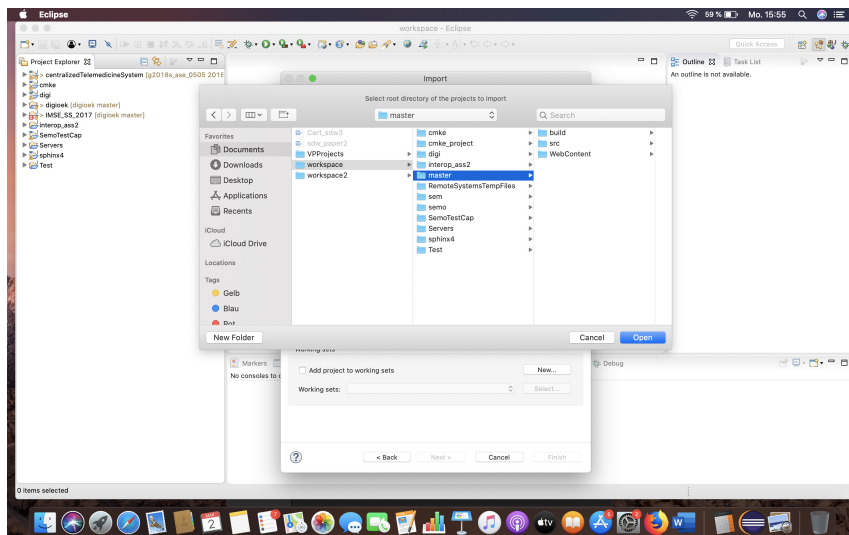 Eclipse
59 %
Mo. 15:55
workspace - Eclipse
Quick Access
Project Explorer
> centralizedTelemedicineSystem [g2018s_ase_0505 2018
cmke
digi
> digioek [digioek master]
> IMSE_SS_2017 [digioek master]
interop_ass2
SemoTestCap
Servers
sphinx4
Test
Outline
Task List
An outline is not available.
Import
Select root directory of the projects to import
master
Search
Favorites
Documents
Downloads
Desktop
Applications
Recents
iCloud
iCloud Drive
Locations
Tags
Gelb
Blau
Rot
Cert_sdw3
sdw_paper2
VPProjects
workspace
workspace2
cmke
cmke_project
digi
interop_ass2
master
RemoteSystemsTempFiles
sem
semo
SemoTestCap
Servers
sphinx4
Test
build
src
WebContent
New Folder
Cancel
Open
Working sets
Add project to working sets
New...
Working sets:
Select...
Markers
No consoles to
Debug
< Back
Next >
Cancel
Finish
0 items selected
2
tv
W